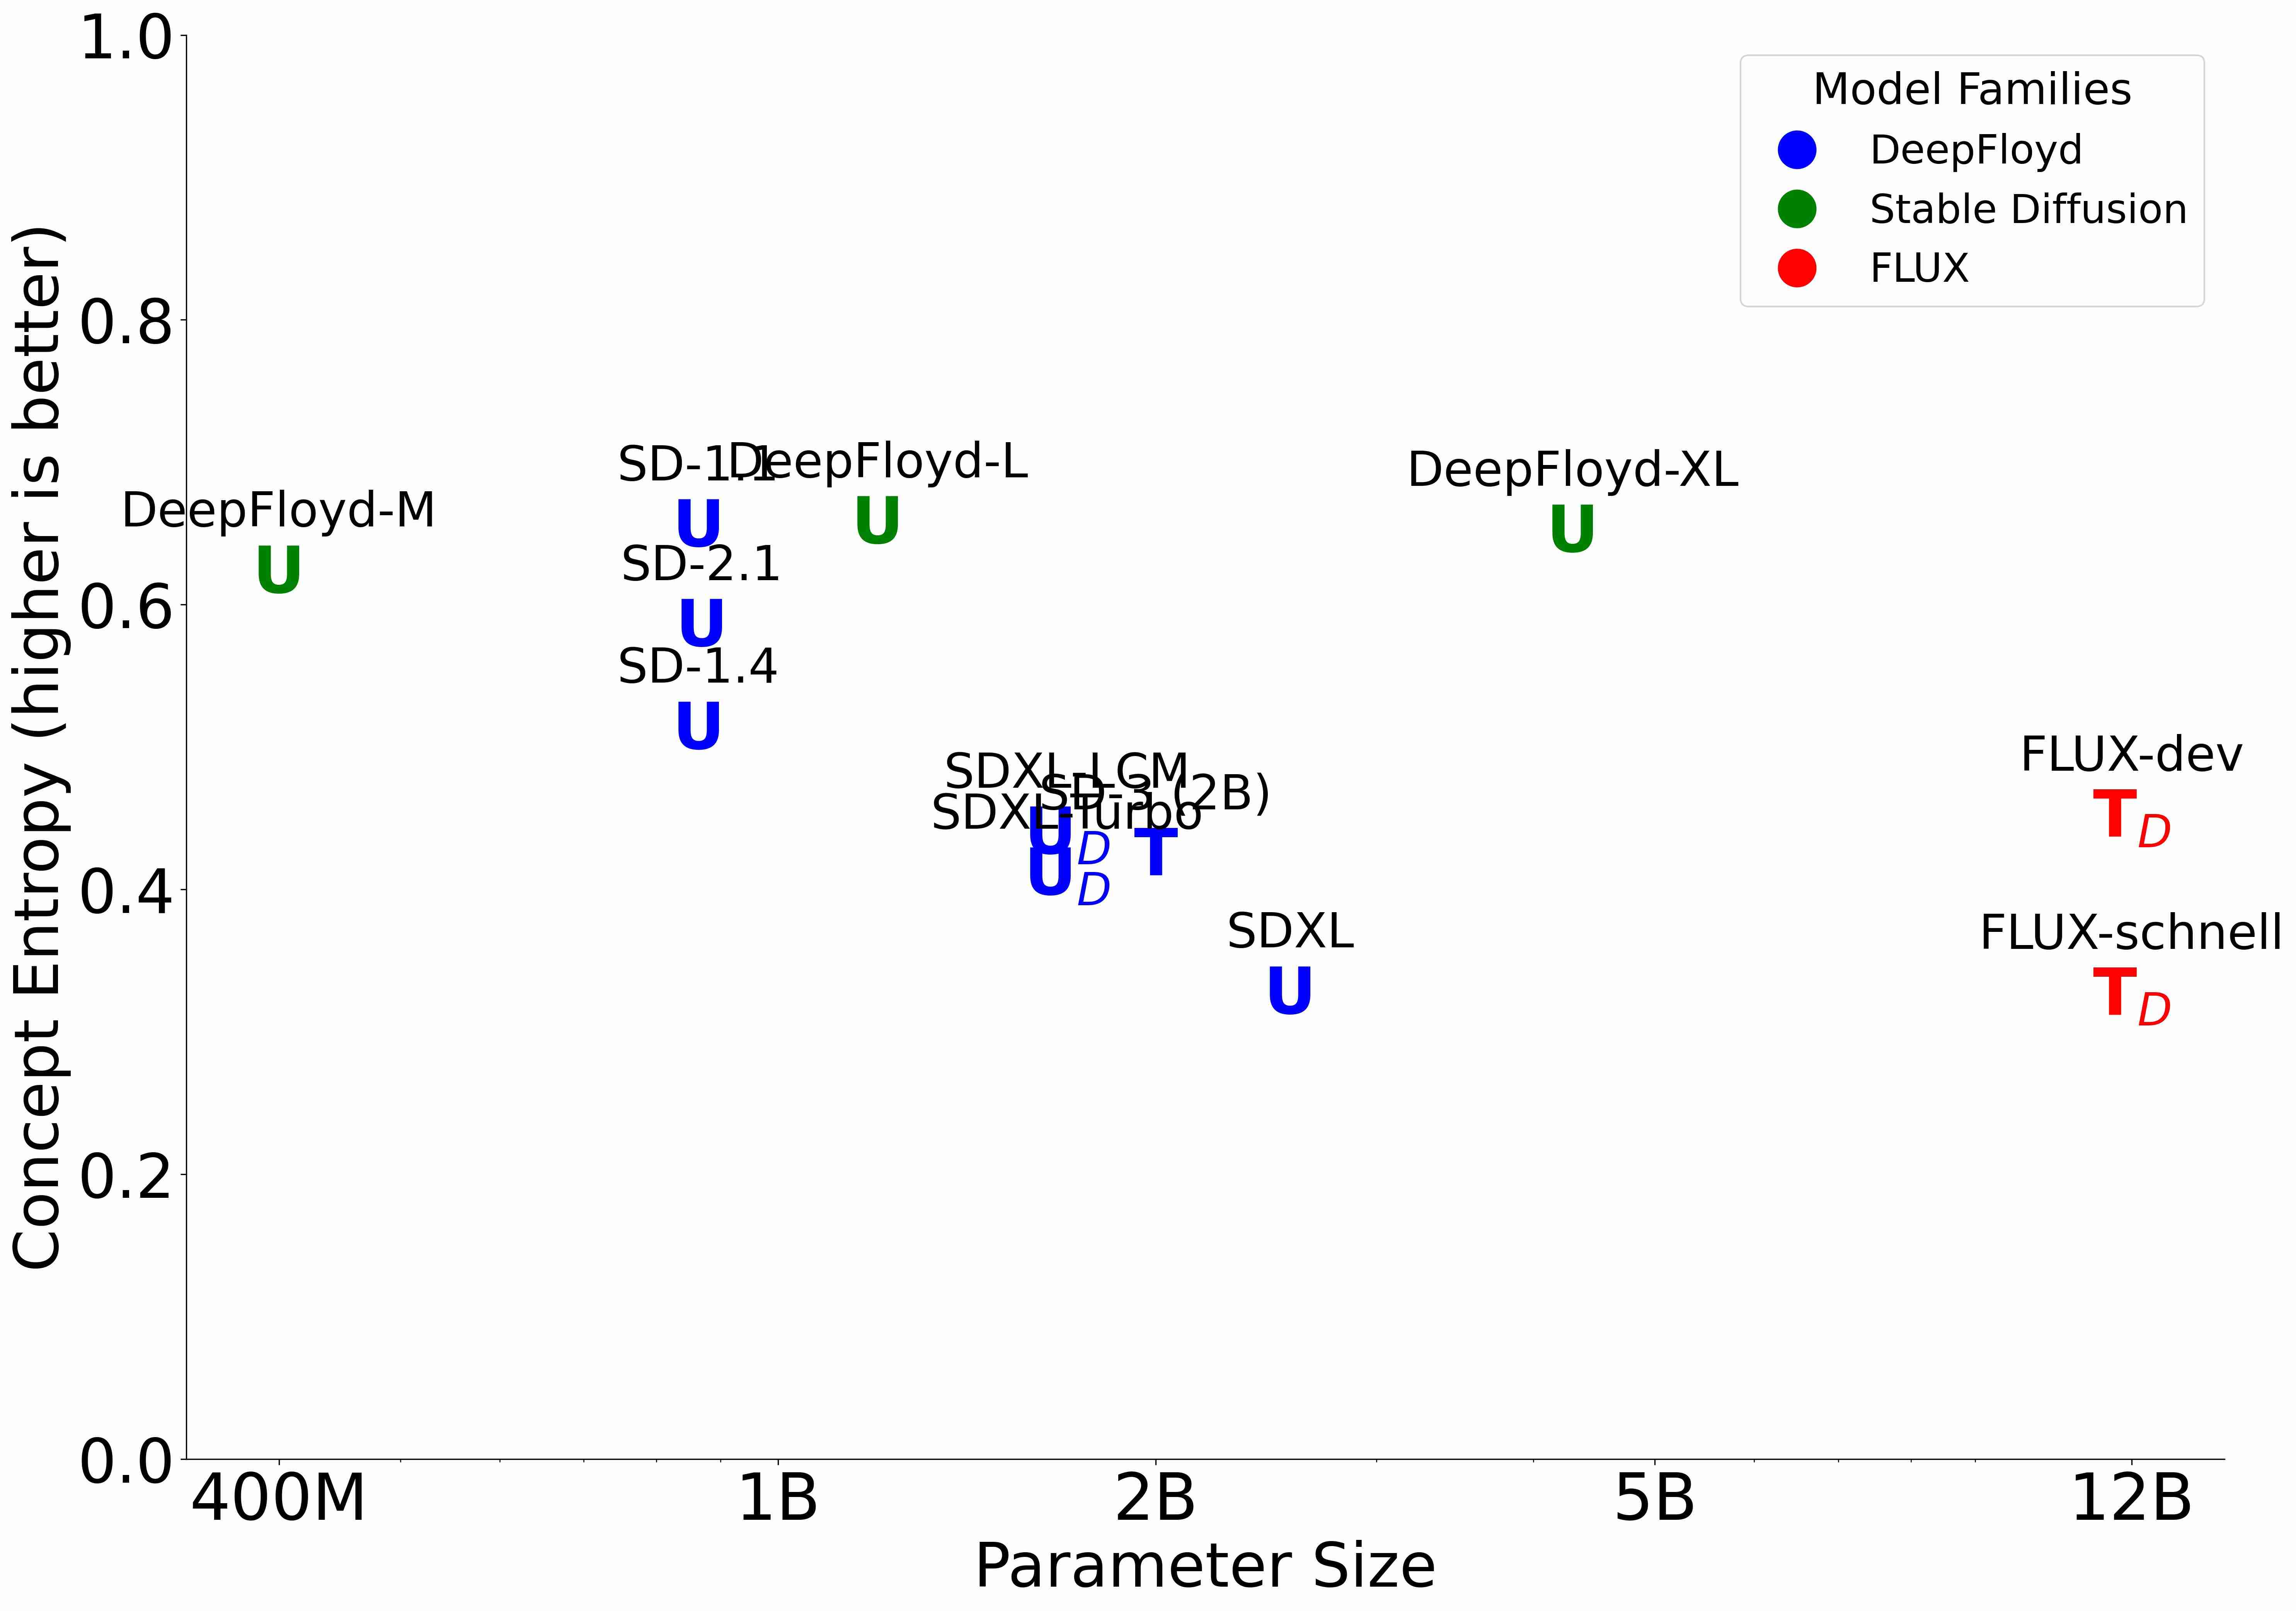 Concept Entropy (higher is better)
1.0
0.8
0.6
0.4
0.2
0.0
Model Families
DeepFloyd
Stable Diffusion
FLUX
DeepFloyd-M
U
SD-1.1
U
DeepFloyd-L
U
DeepFloyd-XL
U
SD-2.1
U
SD-1.4
U
SDXL-LCM
U D
SD-3 (2B)
T
SDXL-Turbo
U D
SDXL
U
FLUX-dev
T D
FLUX-schnell
T D
400M 1B 2B 5B 12B
Parameter Size